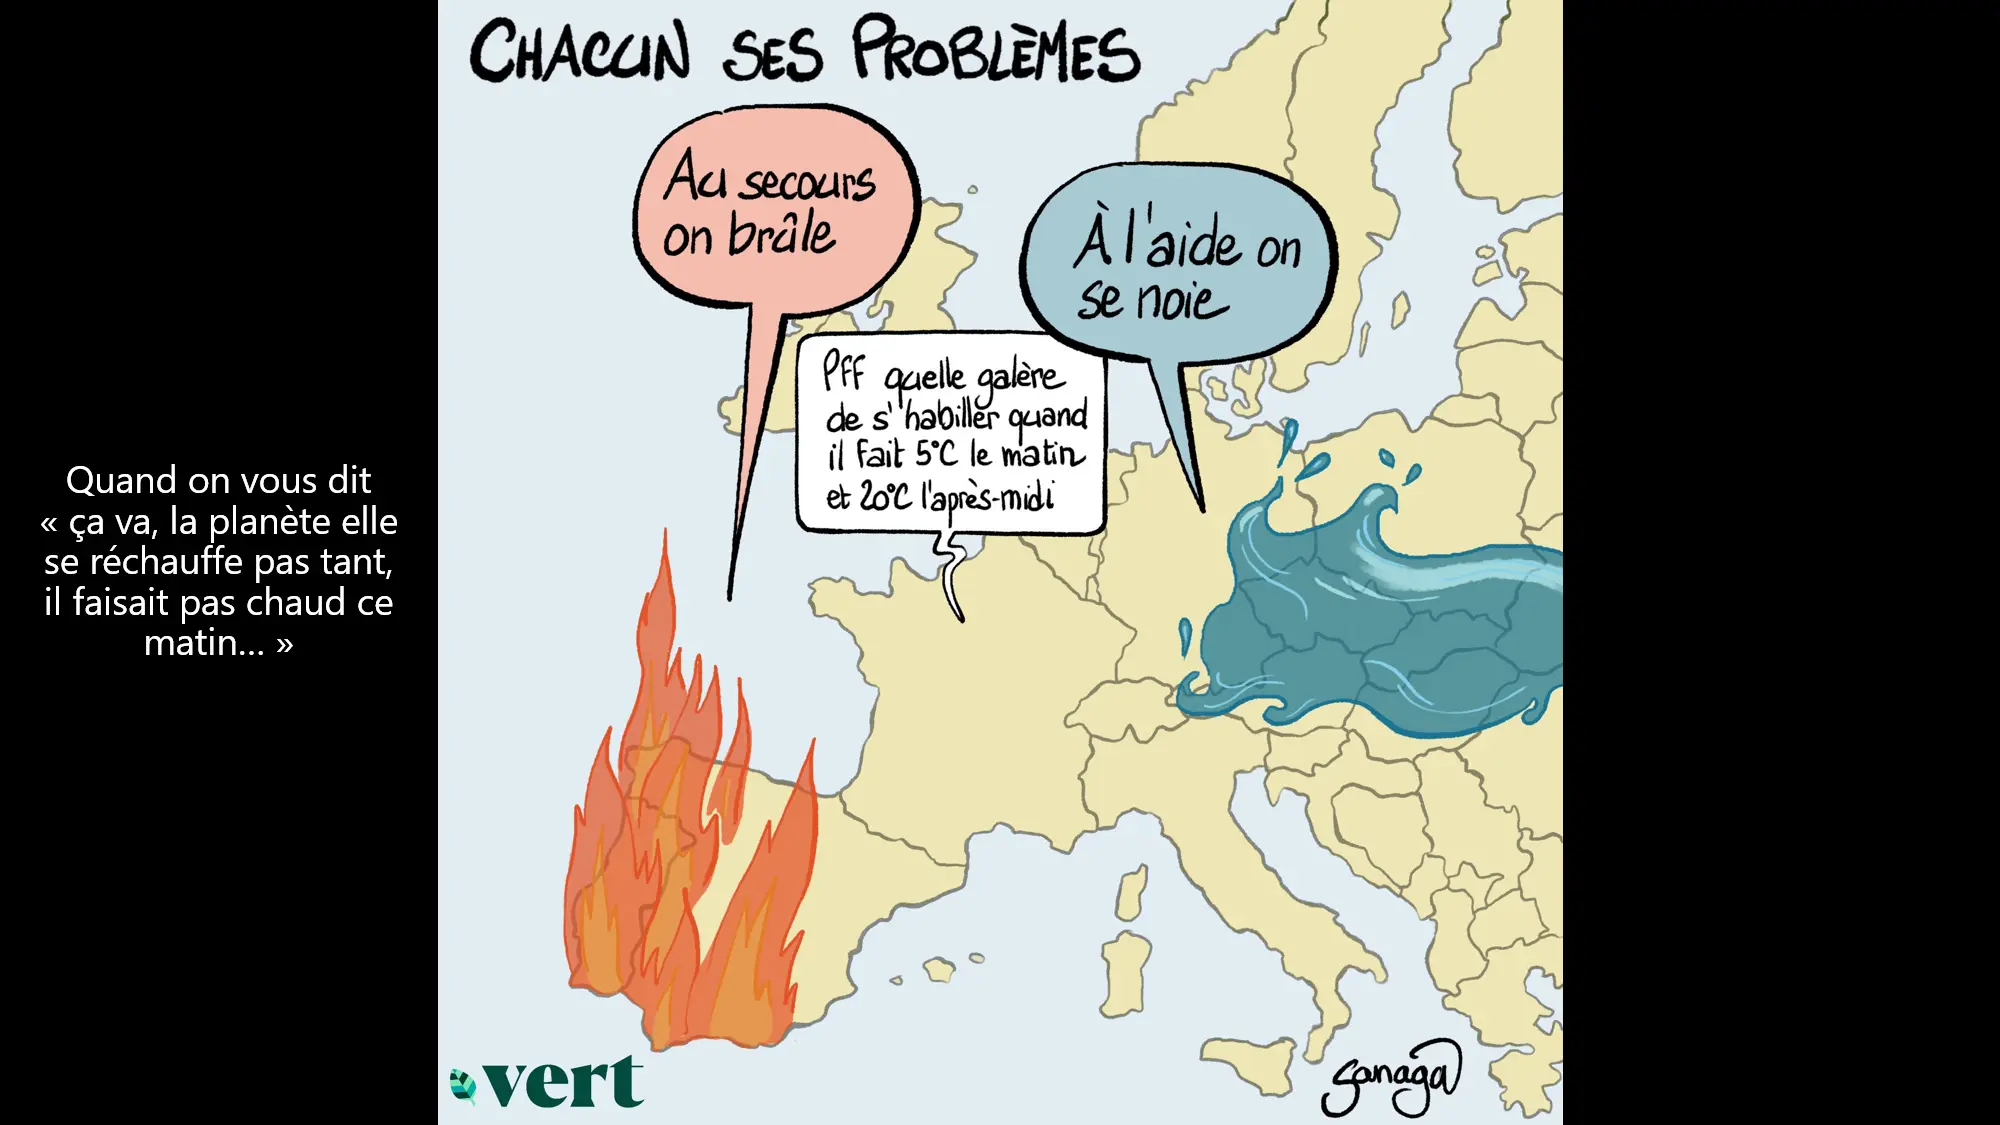 CHACUN SES PROBLÈMES
Au secours
on brûle
À l'aide on
se noie
Pff quelle galère
de s'habiller quand
il fait 5°C le matin
et 20°C l'après-midi
Quand on vous dit
« ça va, la planète elle
se réchauffe pas tant,
il faisait pas chaud ce
matin... »
vert
Sanaga